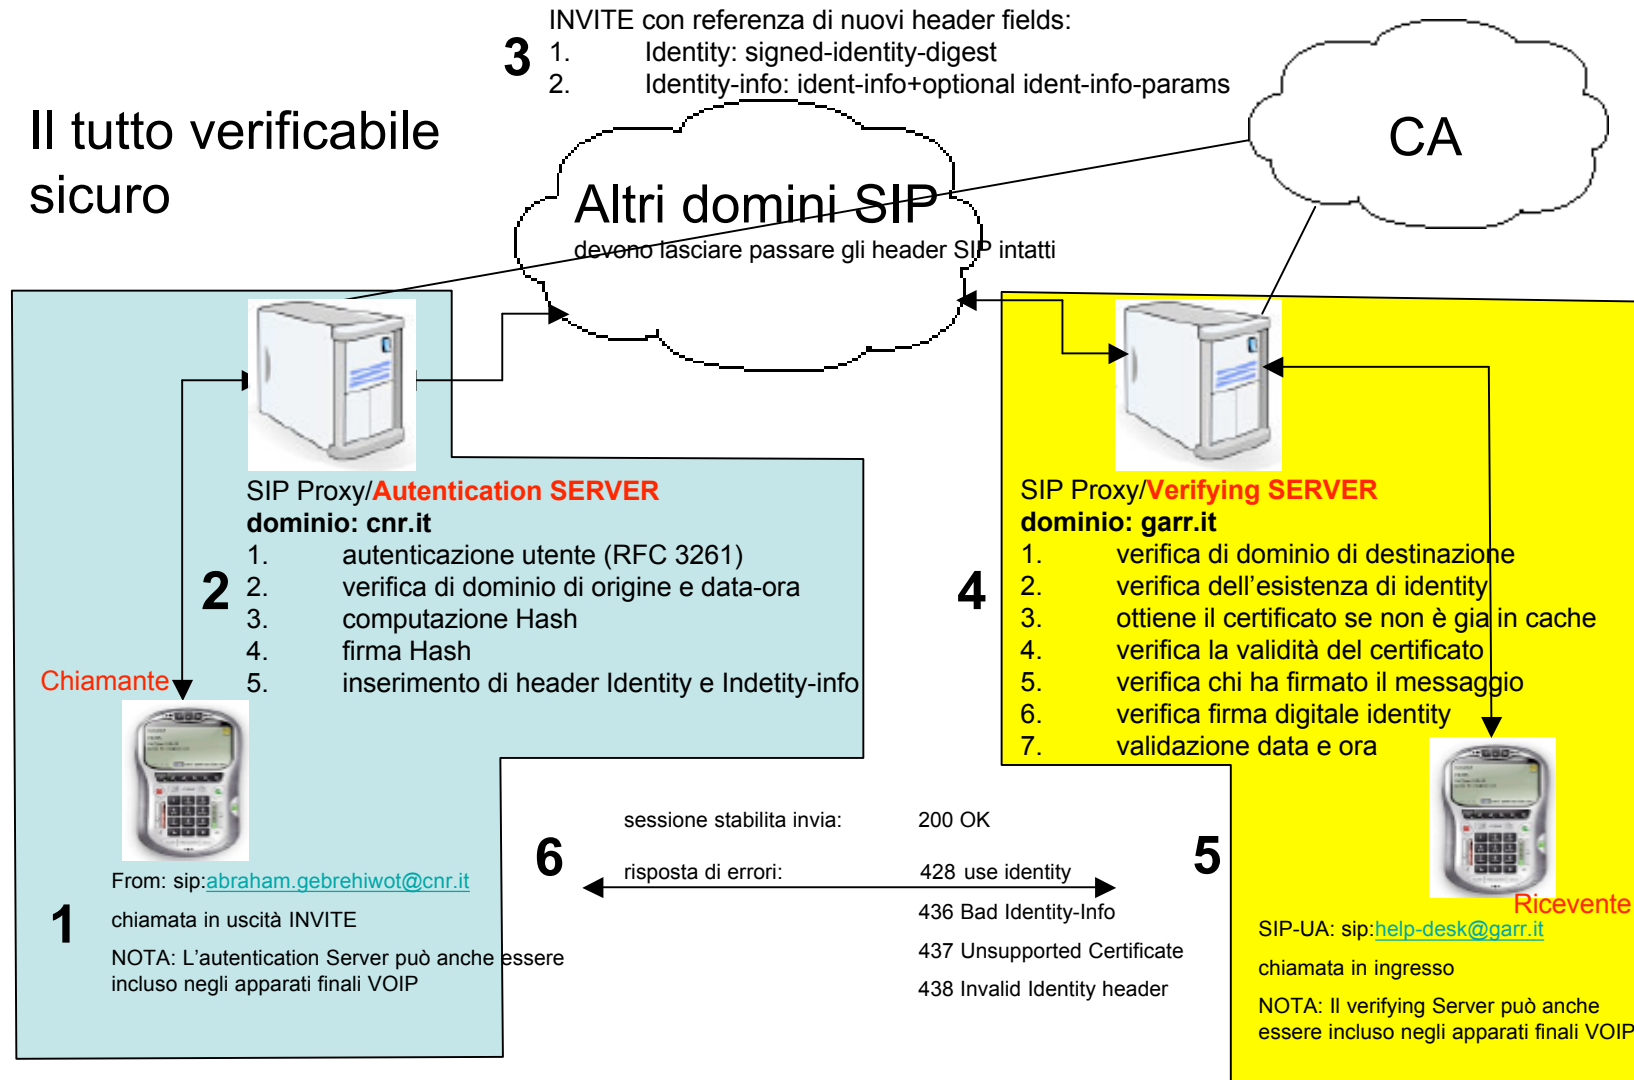 INVITE con referenza di nuovi header fields:
3
1. Identity: signed-identity-digest
2. Identity-info: ident-info+optional ident-info-params
Il tutto verificabile
sicuro
CA
Altri domini SIP
devono lasciare passare gli header SIP intatti
SIP Proxy/Autentication SERVER
dominio: cnr.it
2
1. autenticazione utente (RFC 3261)
2. verifica di dominio di origine e data-ora
3. computazione Hash
4. firma Hash
5. inserimento di header Identity e Indetity-info
Chiamante
SIP Proxy/Verifying SERVER
dominio: garr.it
4
1. verifica di dominio di destinazione
2. verifica dell’esistenza di identity
3. ottiene il certificato se non è gia in cache
4. verifica la validità del certificato
5. verifica chi ha firmato il messaggio
6. verifica firma digitale identity
7. validazione data e ora
1
From: sip:abraham.gebrehiwot@cnr.it
chiamata in uscità INVITE
NOTA: L’autentication Server può anche essere
incluso negli apparati finali VOIP
6
sessione stabilita invia: 200 OK
risposta di errori: 428 use identity
436 Bad Identity-Info
437 Unsupported Certificate
438 Invalid Identity header
5
Ricevente
SIP-UA: sip:help-desk@garr.it
chiamata in ingresso
NOTA: Il verifying Server può anche
essere incluso negli apparati finali VOIP